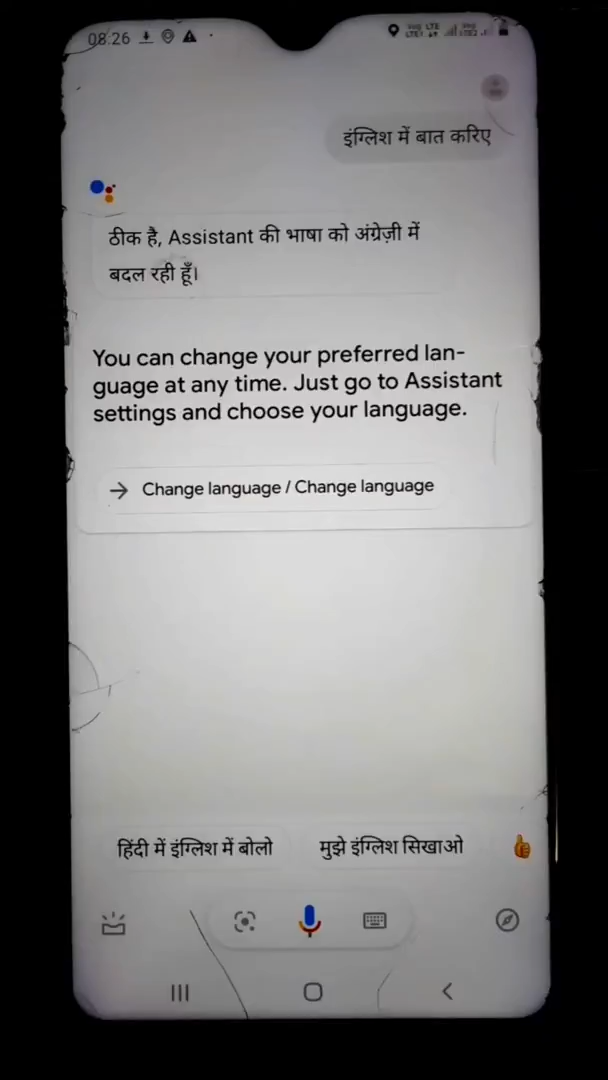 08:26
इंग्लिश में बात करिए
ठीक है, Assistant की भाषा को अंग्रेज़ी में
बदल रही हूँ।
You can change your preferred lan-
guage at any time. Just go to Assistant
settings and choose your language.
Change language / Change language
हिंदी में इंग्लिश में बोलो मुझे इंग्लिश सिखाओ